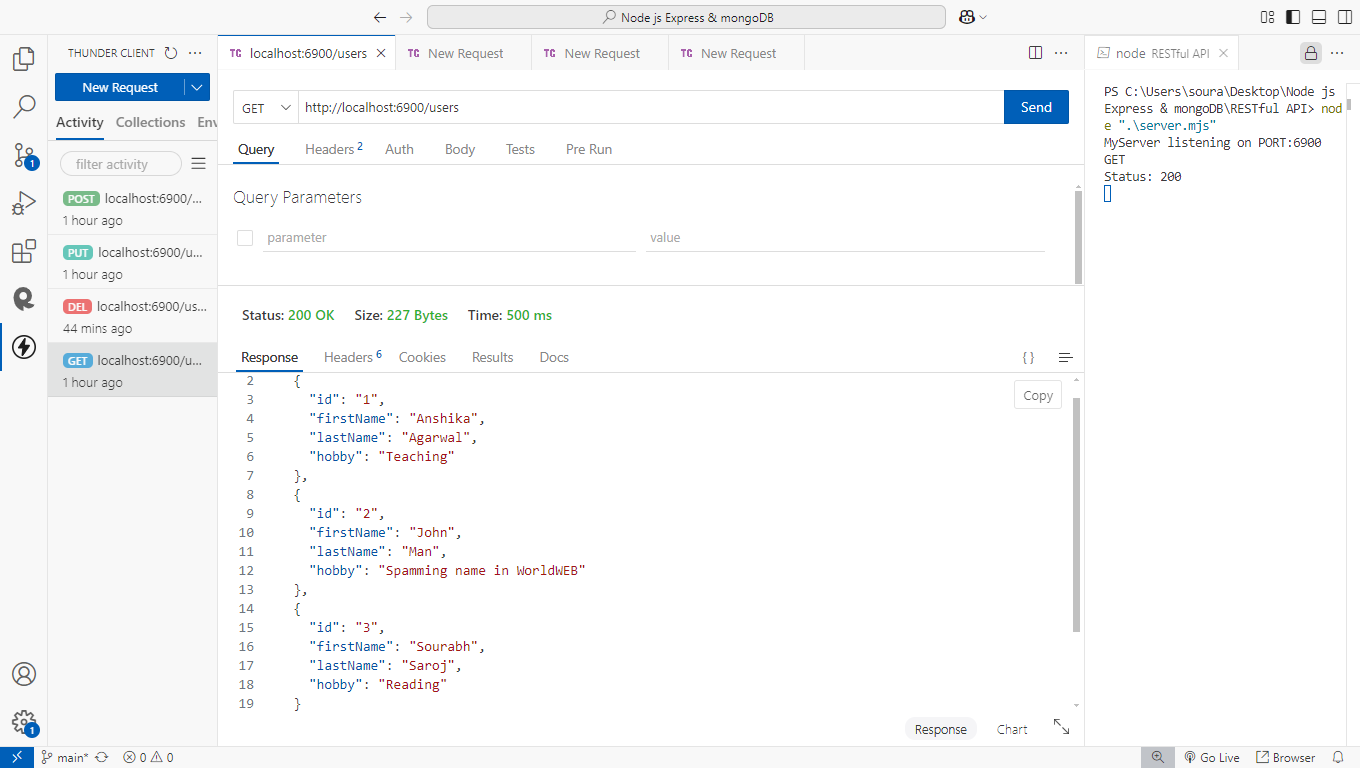 Node js Express & mongoDB
THUNDER CLIENT
New Request
Activity Collections Env
filter activity
POST localhost:6900/...
1 hour ago
PUT localhost:6900/u...
1 hour ago
DEL localhost:6900/us...
44 mins ago
GET localhost:6900/u...
1 hour ago
TC localhost:6900/users
TC New Request
TC New Request
TC New Request
GET http://localhost:6900/users Send
Query Headers 2 Auth Body Tests Pre Run
Query Parameters
parameter value
Status: 200 OK Size: 227 Bytes Time: 500 ms
Response Headers 6 Cookies Results Docs {}
Copy
2 {
3 "id": "1",
4 "firstName": "Anshika",
5 "lastName": "Agarwal",
6 "hobby": "Teaching"
7 },
8 {
9 "id": "2",
10 "firstName": "John",
11 "lastName": "Man",
12 "hobby": "Spamming name in WorldWEB"
13 },
14 {
15 "id": "3",
16 "firstName": "Sourabh",
17 "lastName": "Saroj",
18 "hobby": "Reading"
19 }
Response Chart
node RESTful API
PS C:\Users\soura\Desktop\Node js
Express & mongoDB\RESTful API> nod
e ".\server.mjs"
MyServer listening on PORT:6900
GET
Status: 200
1
1
main* 0 0 Go Live Browser